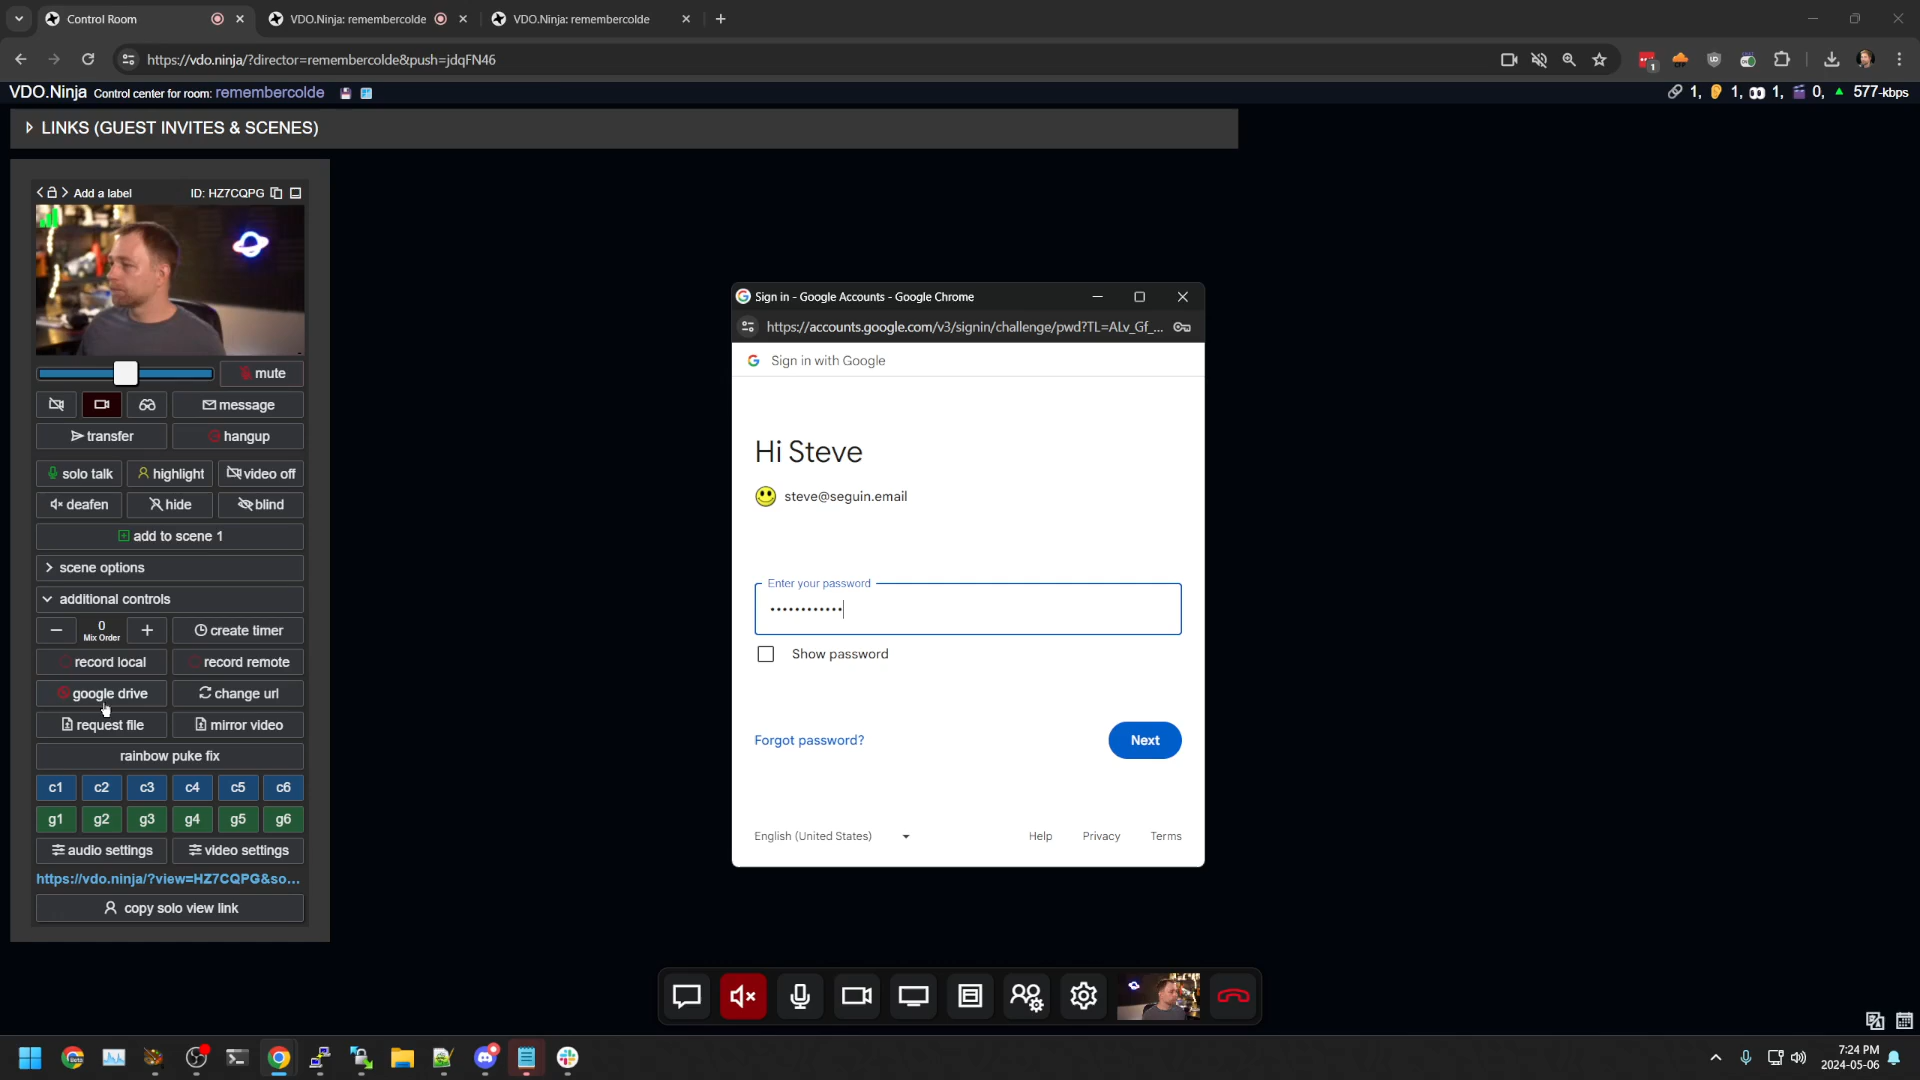 Control Room
VDO.Ninja: remembercolde
VDO.Ninja: remembercolde
https://vdo.ninja/?director=remembercolde&push=jdqFN46
VDO.Ninja Control center for room: remembercolde
1, 1, 1, 0, 577-kbps
LINKS (GUEST INVITES & SCENES)
Add a label ID: HZ7CQPG
mute
message
transfer hangup
solo talk highlight video off
deafen hide blind
add to scene 1
scene options
additional controls
− 0 + create timer
Mix Order
record local record remote
google drive change url
request file mirror video
rainbow puke fix
c1 c2 c3 c4 c5 c6
g1 g2 g3 g4 g5 g6
audio settings video settings
https://vdo.ninja/?view=HZ7CQPG&so...
copy solo view link
Sign in - Google Accounts - Google Chrome
https://accounts.google.com/v3/signin/challenge/pwd?TL=ALv_Gf_...
Sign in with Google
Hi Steve
steve@seguin.email
Enter your password
••••••••••••
Show password
Forgot password? Next
English (United States) Help Privacy Terms
7:24 PM
2024-05-06